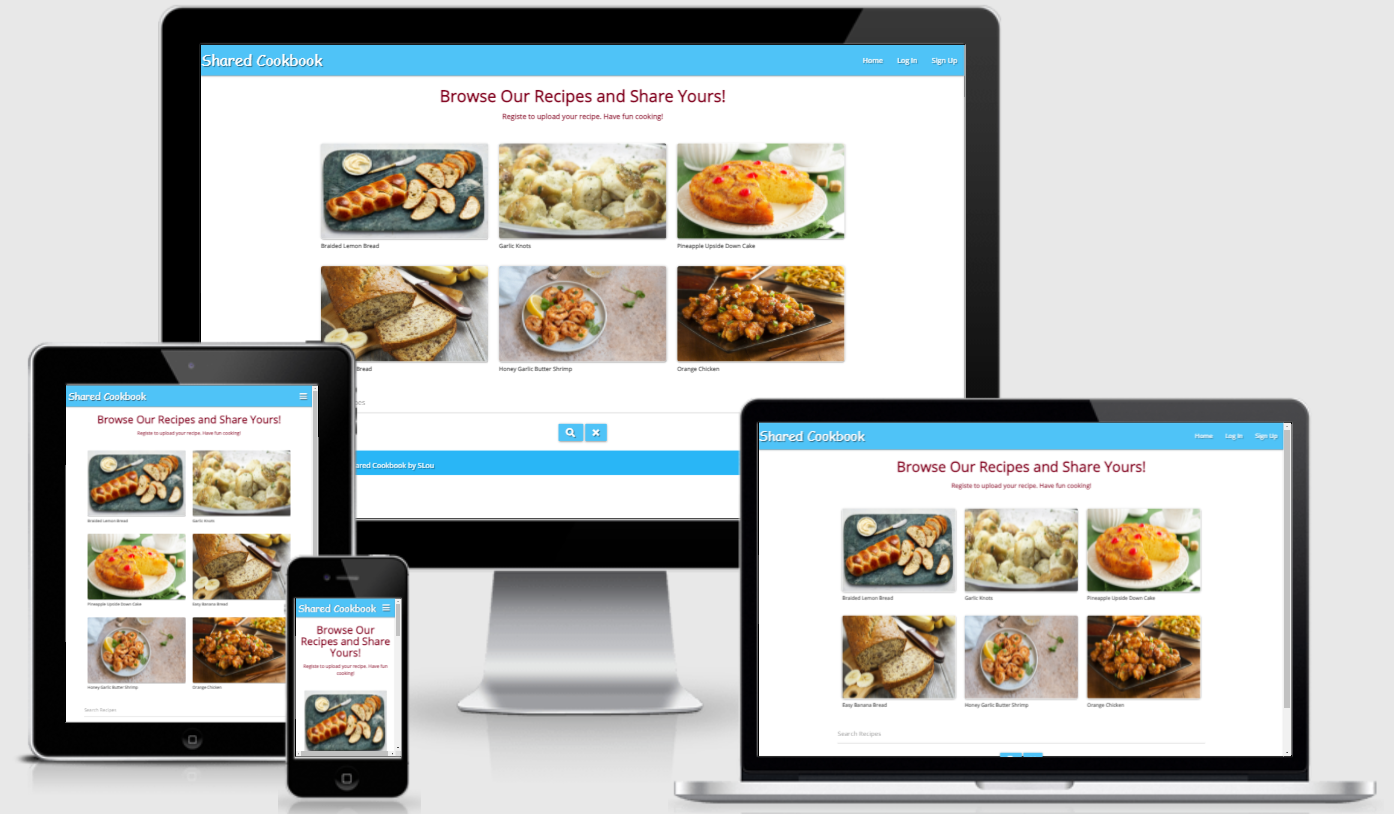 Shared Cookbook
Home Log In Sign Up
Browse Our Recipes and Share Yours!
Registe to upload your recipe. Have fun cooking!
Braided Lemon Bread Garlic Knots Pineapple Upside Down Cake
Bread Honey Garlic Butter Shrimp Orange Chicken
Shared Cookbook by SLou
Shared Cookbook
Browse Our Recipes and Share Yours!
Registe to upload your recipe. Have fun cooking!
Braided Lemon Bread Garlic Knots
Pineapple Upside Down Cake Easy Banana Bread
Honey Garlic Butter Shrimp Orange Chicken
Search Recipes
Shared Cookbook
Browse Our
Recipes and Share
Yours!
Registe to upload your recipe. Have fun
cooking!
Shared Cookbook
Home Log In Sign Up
Browse Our Recipes and Share Yours!
Registe to upload your recipe. Have fun cooking!
Braided Lemon Bread Garlic Knots Pineapple Upside Down Cake
Easy Banana Bread Honey Garlic Butter Shrimp Orange Chicken
Search Recipes